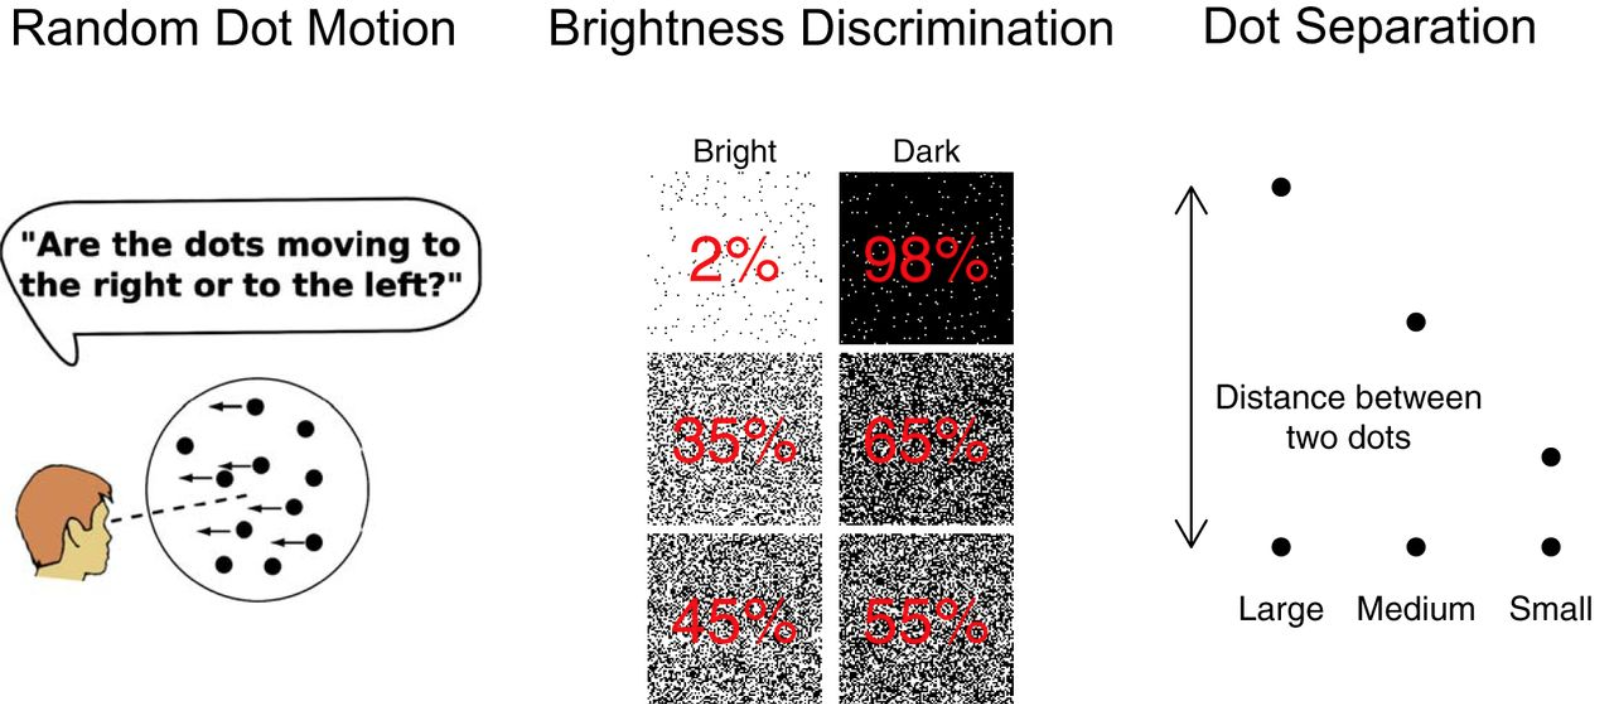 Random Dot Motion
"Are the dots moving to
the right or to the left?"
Brightness Discrimination
Bright Dark
2% 98%
35% 65%
45% 55%
Dot Separation
Distance between
two dots
Large Medium Small